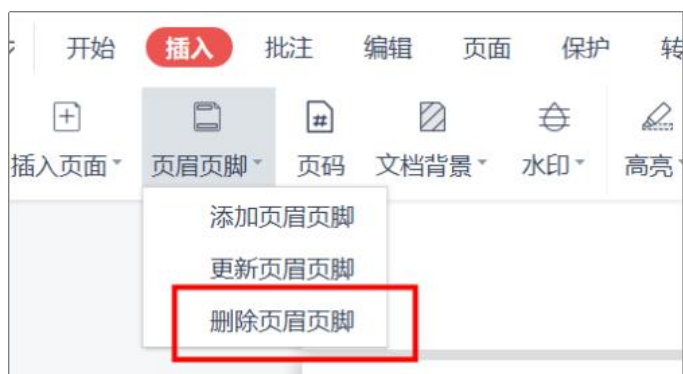 开始 插入 批注 编辑 页面 保护 转
插入页面 页眉页脚 页码 文档背景 水印 高亮
添加页眉页脚
更新页眉页脚
删除页眉页脚